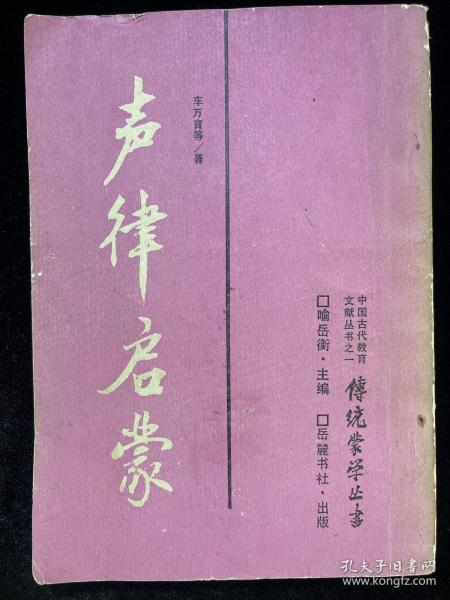 声律启蒙
车万育等／著
中国古代教育
文献丛书之一
傳统蒙学丛書
□喻岳衡·主编 □岳麓书社·出版
孔夫子旧书网
www.kongfz.com